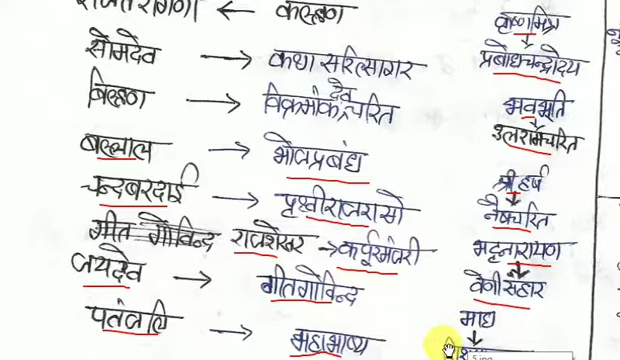 राजतरंगिणी ← कल्हण
सोमदेव → कथा सरित्सागर
बिल्हण → विक्रमांकदेवचरित
बल्लाल → भोजप्रबंध
चन्दबरदाई → पृथ्वीराजरासो
गीत गोविन्द राजशेखर → कर्पूरमंजरी
जयदेव → गीतगोविन्द
पतंजलि → महाभाष्य
कृष्णमित्र
↓
प्रबोधचन्द्रोदय
भवभूति
↓
उत्तररामचरित
श्री हर्ष
↓
नैषधचरित
भट्टनारायण
↓
वेणीसंहार
माघ
↓